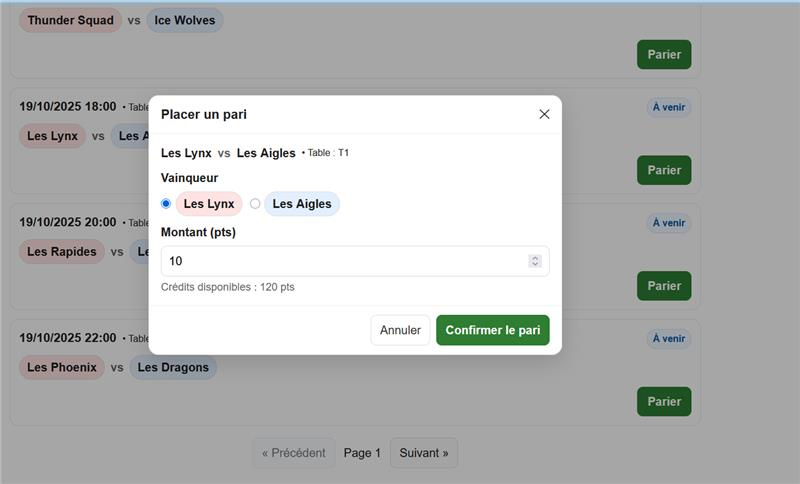 Thunder Squad vs Ice Wolves
Parier
19/10/2025 18:00 • Table
À venir
Les Lynx vs Les
Parier
19/10/2025 20:00 • Table
À venir
Les Rapides vs
Parier
19/10/2025 22:00 • Table
À venir
Les Phoenix vs Les Dragons
Parier
« Précédent Page 1 Suivant »
Placer un pari
Les Lynx vs Les Aigles • Table : T1
Vainqueur
Les Lynx Les Aigles
Montant (pts)
10
Crédits disponibles : 120 pts
Annuler Confirmer le pari